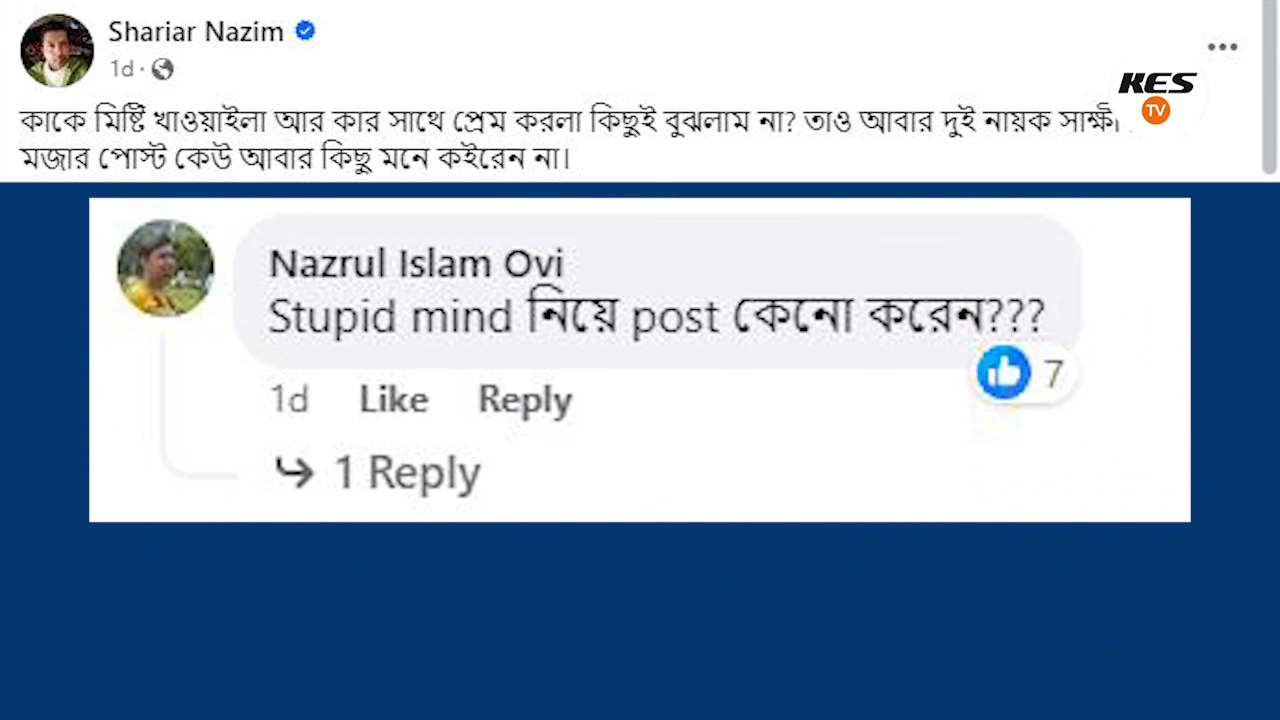 Shariar Nazim
1d ·
KES
TV
কাকে মিষ্টি খাওয়াইলা আর কার সাথে প্রেম করলা কিছুই বুঝলাম না? তাও আবার দুই নায়ক সাক্ষী
মজার পোস্ট কেউ আবার কিছু মনে কইরেন না।
Nazrul Islam Ovi
Stupid mind নিয়ে post কেনো করেন???
7
1d Like Reply
1 Reply